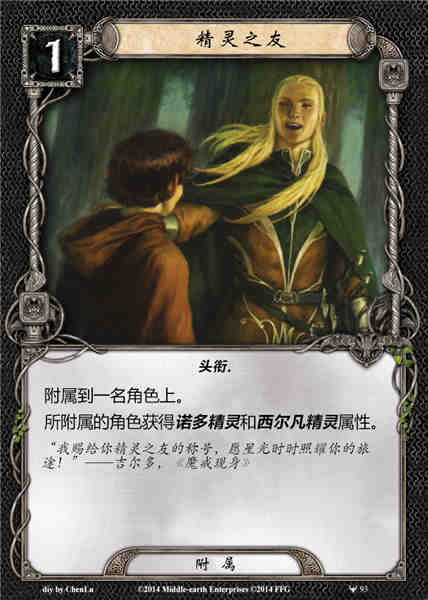 精灵之友
1
头衔.
附属到一名角色上。
所附属的角色获得诺多精灵和西尔凡精灵属性。
“我赐给你精灵之友的称号，愿星光时时照耀你的旅
途！”——吉尔多，《魔戒现身》
附属
diy by ChenLu ©2014 Middle-earth Enterprises ©2014 FFG 93